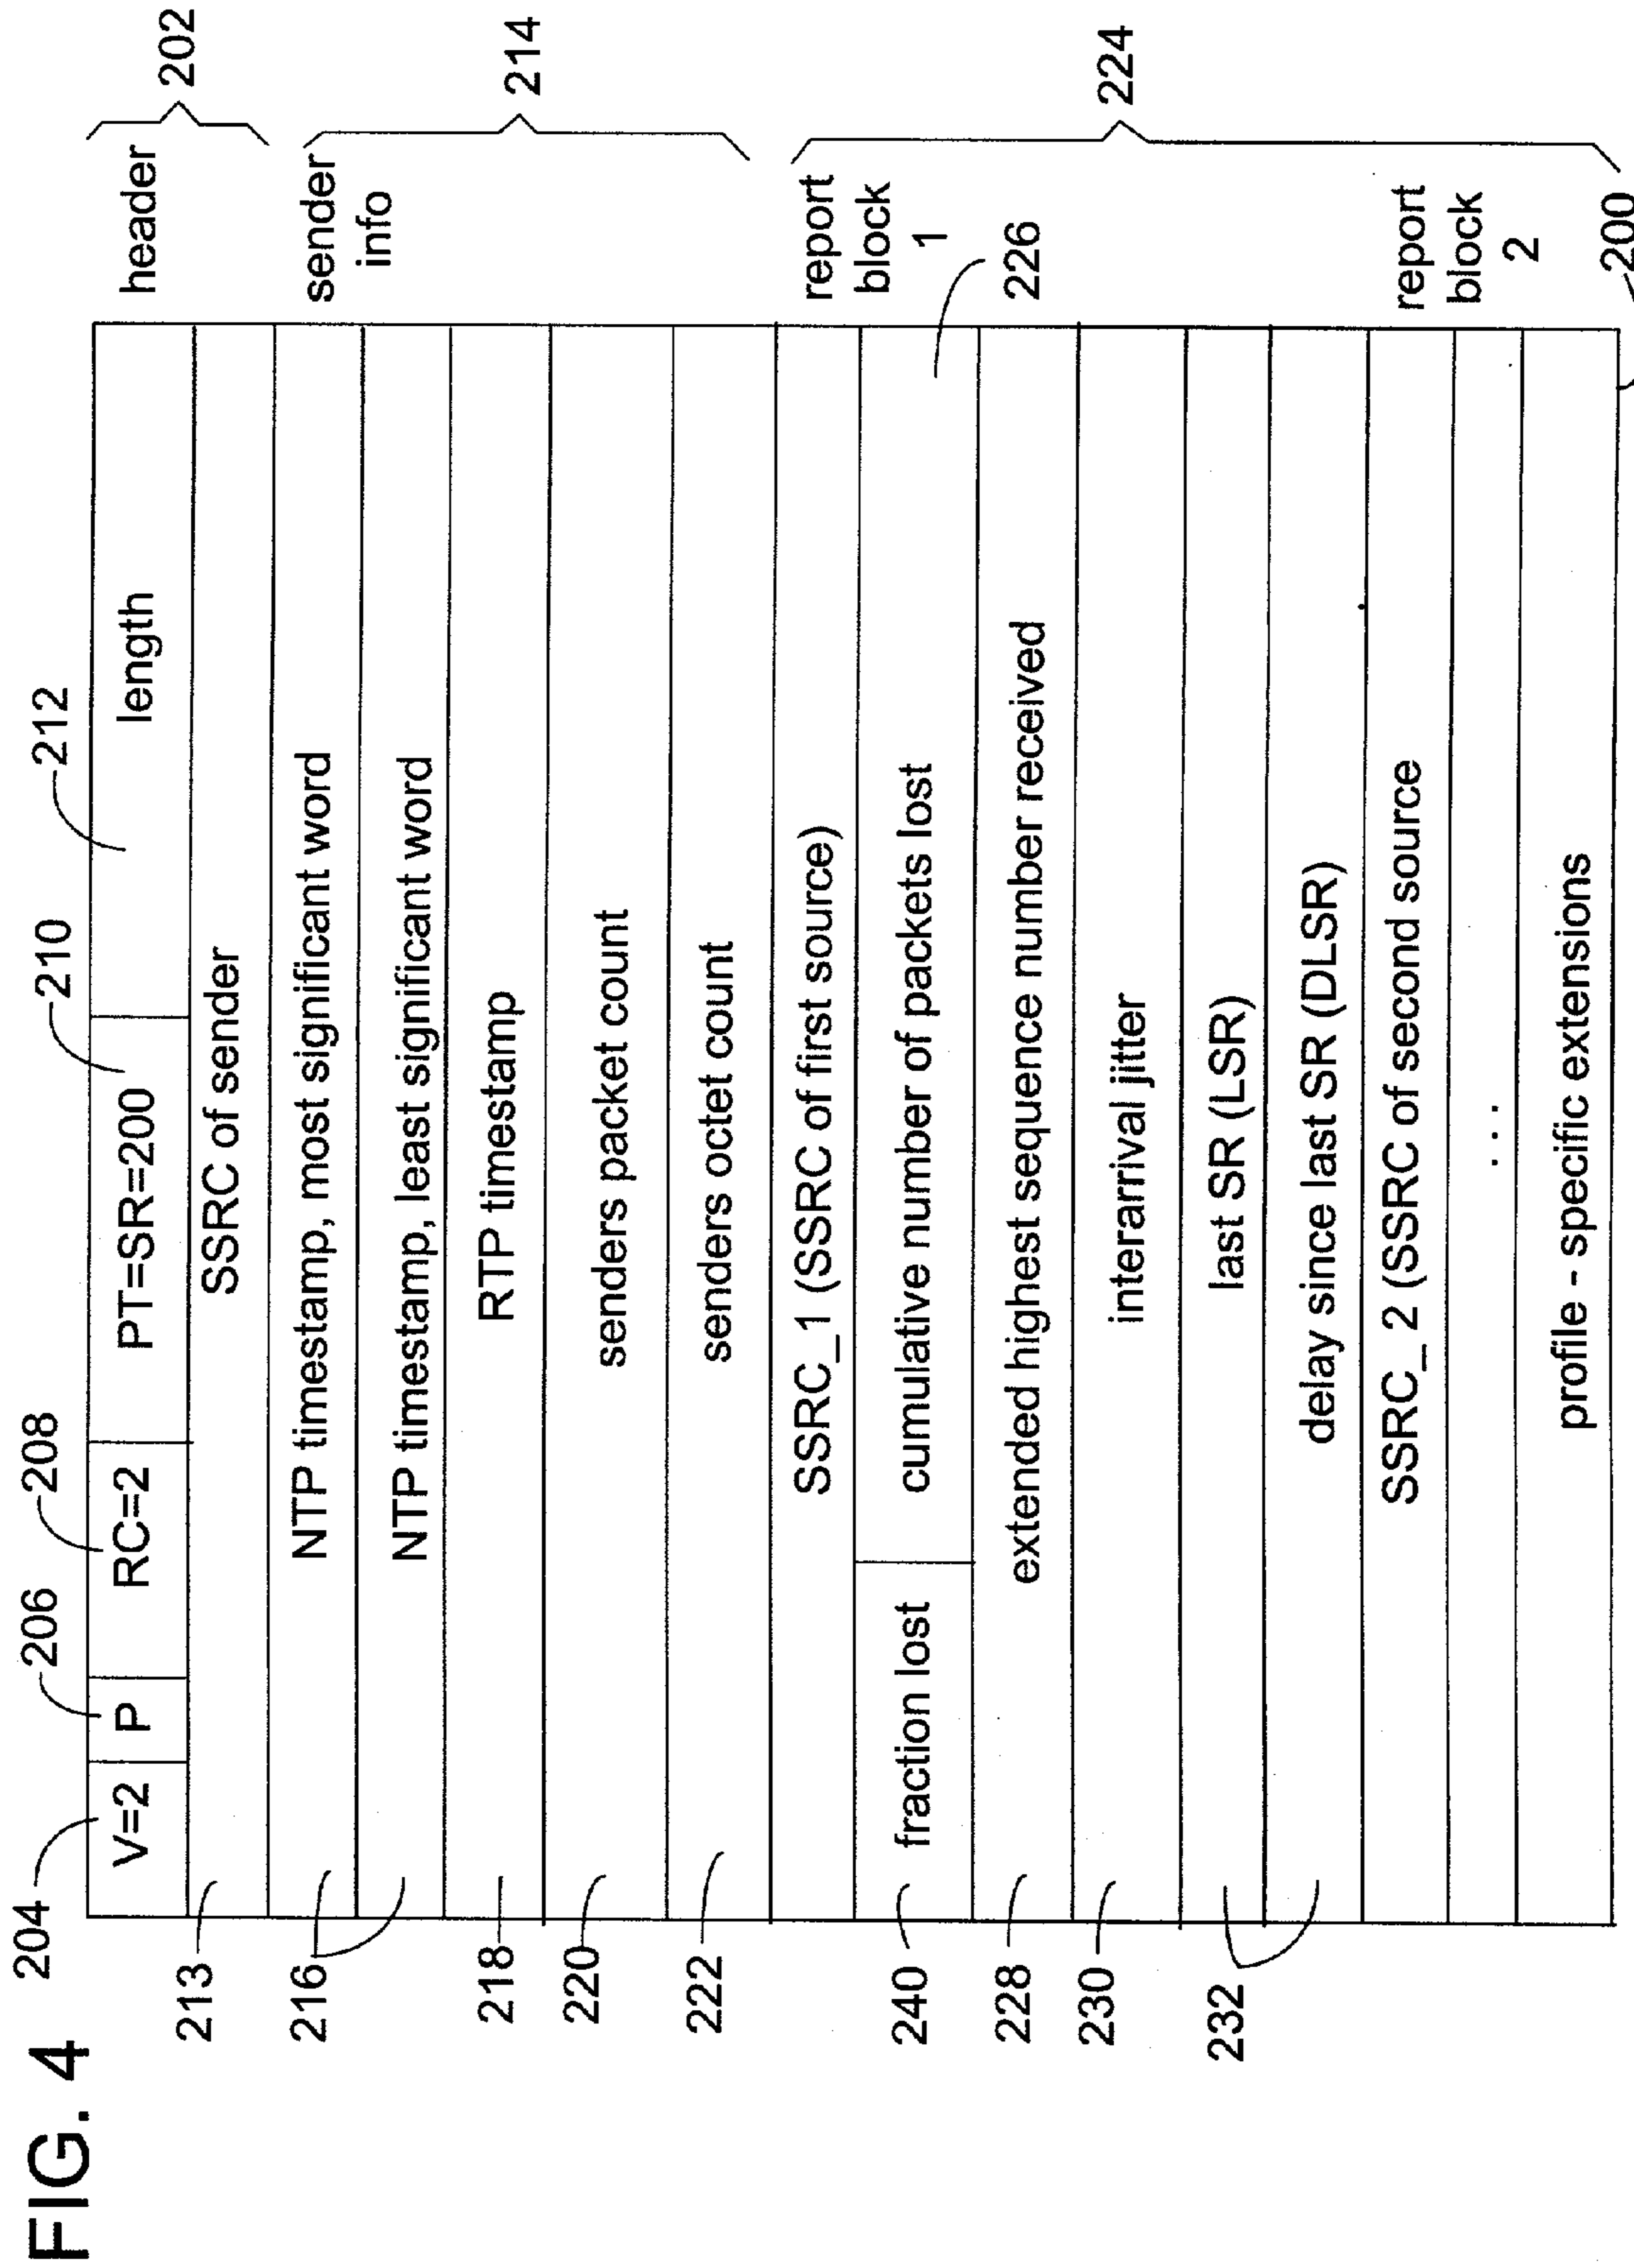 FIG. 4
204 206 208 210 212
V=2 P RC=2 PT=SR=200 length header 202
213 SSRC of sender
216 NTP timestamp, most significant word sender
NTP timestamp, least significant word info
218 RTP timestamp 214
220 senders packet count
222 senders octet count
SSRC_1 (SSRC of first source) report
240 fraction lost cumulative number of packets lost block
1
226
228 extended highest sequence number received
230 interarrival jitter 224
232 last SR (LSR)
delay since last SR (DLSR)
SSRC_2 (SSRC of second source report
... block
2
profile - specific extensions
200